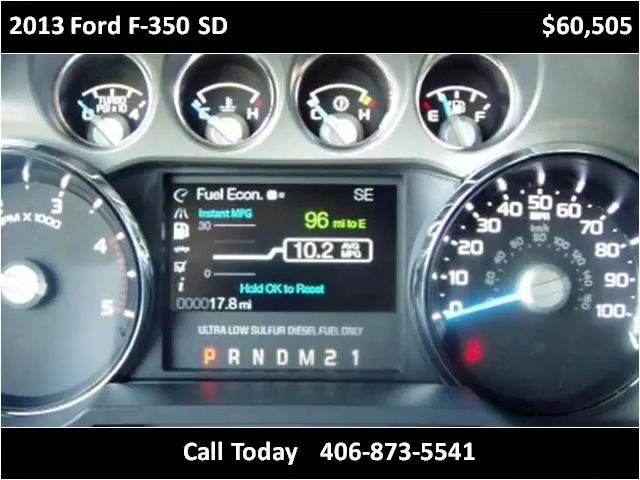 2013 Ford F-350 SD $60,505
TURBO
PSI x 10
0 4
C H
C H
E F
Fuel Econ. SE
Instant MPG
30
96 mi to E
10.2 AVG MPG
0
Hold OK to Reset
000017.8 mi
ULTRA LOW SULFUR DIESEL FUEL ONLY
P R N D M 2 1
RPM X 1000
3
4
5
0 20 30 40 50 60 70 80 90 100
MPH
km/h
Call Today 406-873-5541